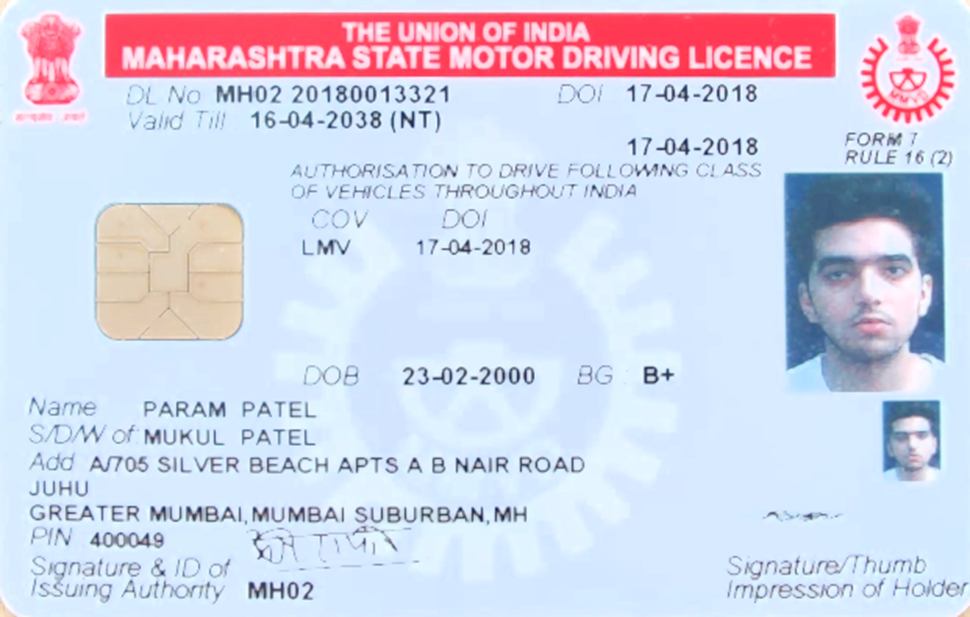 THE UNION OF INDIA
MAHARASHTRA STATE MOTOR DRIVING LICENCE
DL No MH02 20180013321 DOI 17-04-2018
Valid Till 16-04-2038 (NT)
17-04-2018
FORM 7
RULE 16 (2)
AUTHORISATION TO DRIVE FOLLOWING CLASS
OF VEHICLES THROUGHOUT INDIA
COV DOI
LMV 17-04-2018
DOB 23-02-2000 BG B+
Name PARAM PATEL
S/D/W of MUKUL PATEL
Add A/705 SILVER BEACH APTS A B NAIR ROAD
JUHU
GREATER MUMBAI,MUMBAI SUBURBAN,MH
PIN 400049
Signature & ID of
Issuing Authority MH02
Signature/Thumb
Impression of Holder